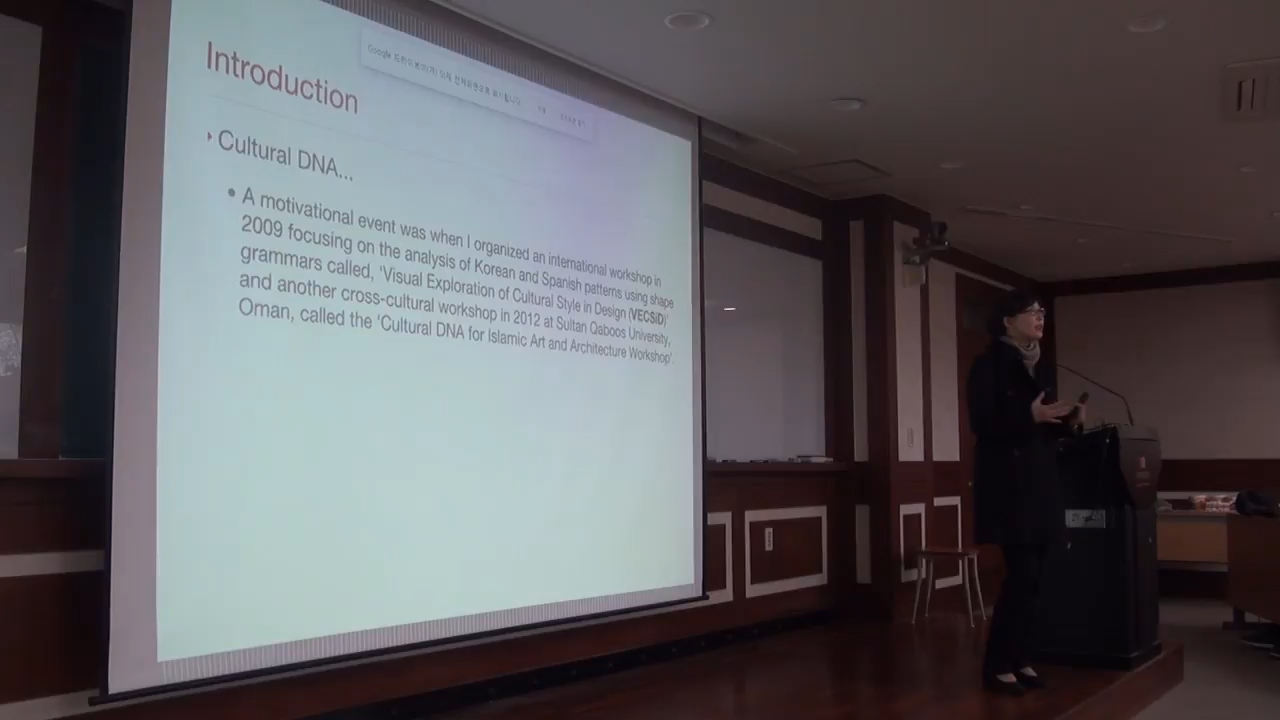 Introduction
Cultural DNA...
• A motivational event was when I organized an international workshop in
2009 focusing on the analysis of Korean and Spanish patterns using shape
grammars called, 'Visual Exploration of Cultural Style in Design (VECSiD)'
and another cross-cultural workshop in 2012 at Sultan Qaboos University,
Oman, called the 'Cultural DNA for Islamic Art and Architecture Workshop'.
Google